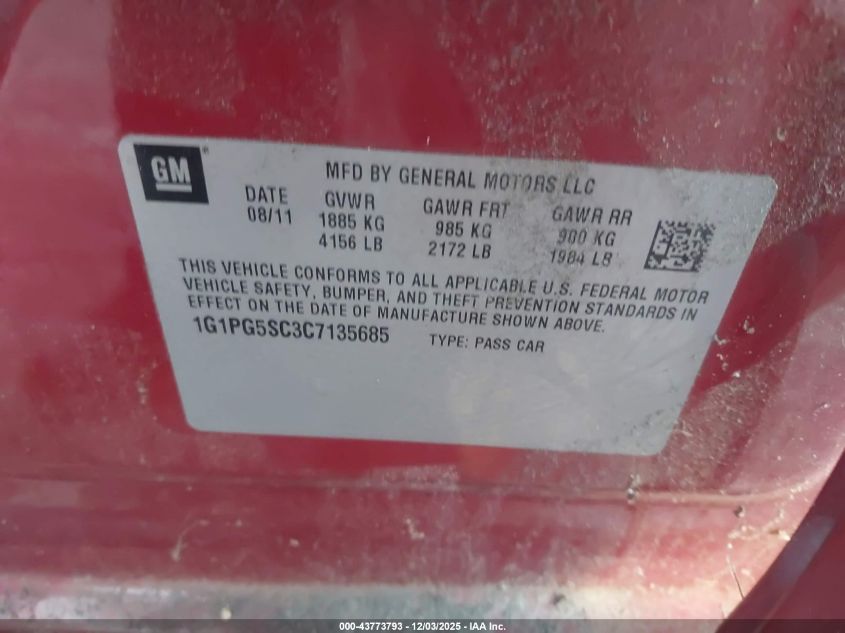 GM
MFD BY GENERAL MOTORS LLC
DATE GVWR GAWR FRT GAWR RR
08/11 1885 KG 985 KG 900 KG
4156 LB 2172 LB 1984 LB
THIS VEHICLE CONFORMS TO ALL APPLICABLE U.S. FEDERAL MOTOR
VEHICLE SAFETY, BUMPER, AND THEFT PREVENTION STANDARDS IN
EFFECT ON THE DATE OF MANUFACTURE SHOWN ABOVE.
1G1PG5SC3C7135685 TYPE: PASS CAR
000-43773793 - 12/03/2025 - IAA Inc.